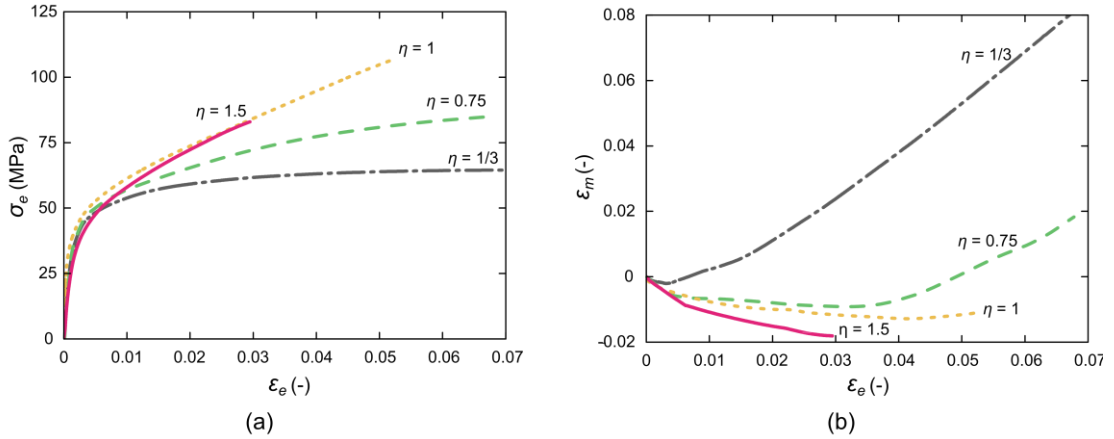 125
100
75
50
25
0
σe (MPa)
η = 1
η = 1.5
η = 0.75
η = 1/3
0 0.01 0.02 0.03 0.04 0.05 0.06 0.07
εe (-)
(a)
0.08
0.06
0.04
0.02
0
-0.02
εm (-)
η = 1/3
η = 0.75
η = 1
η = 1.5
0 0.01 0.02 0.03 0.04 0.05 0.06 0.07
εe (-)
(b)